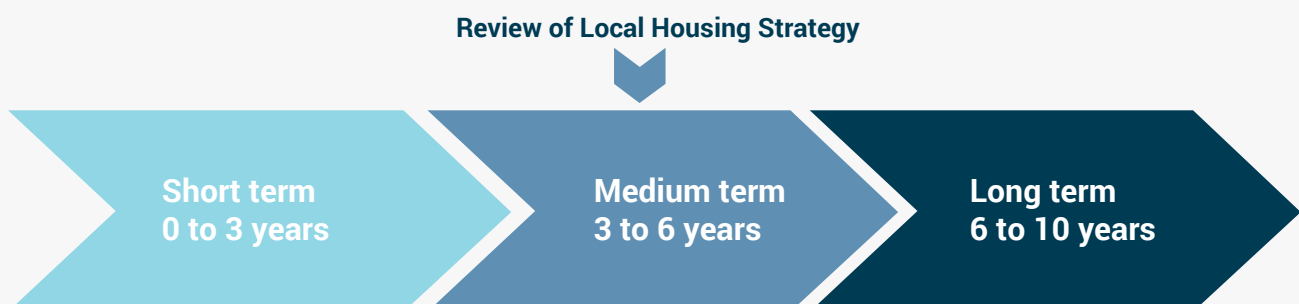 Review of Local Housing Strategy
Short term
0 to 3 years
Medium term
3 to 6 years
Long term
6 to 10 years